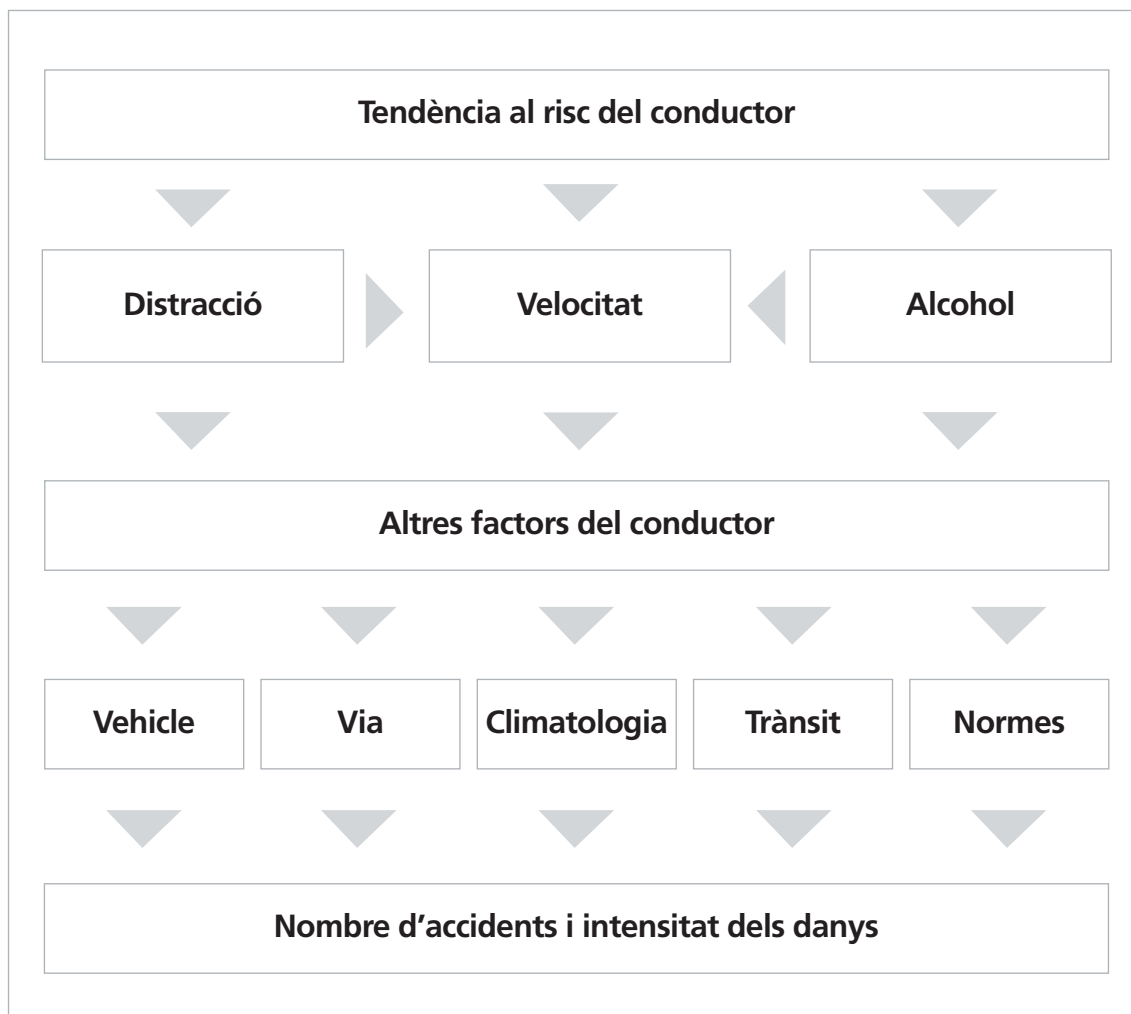 Tendència al risc del conductor
Distracció
Velocitat
Alcohol
Altres factors del conductor
Vehicle
Via
Climatologia
Trànsit
Normes
Nombre d’accidents i intensitat dels danys